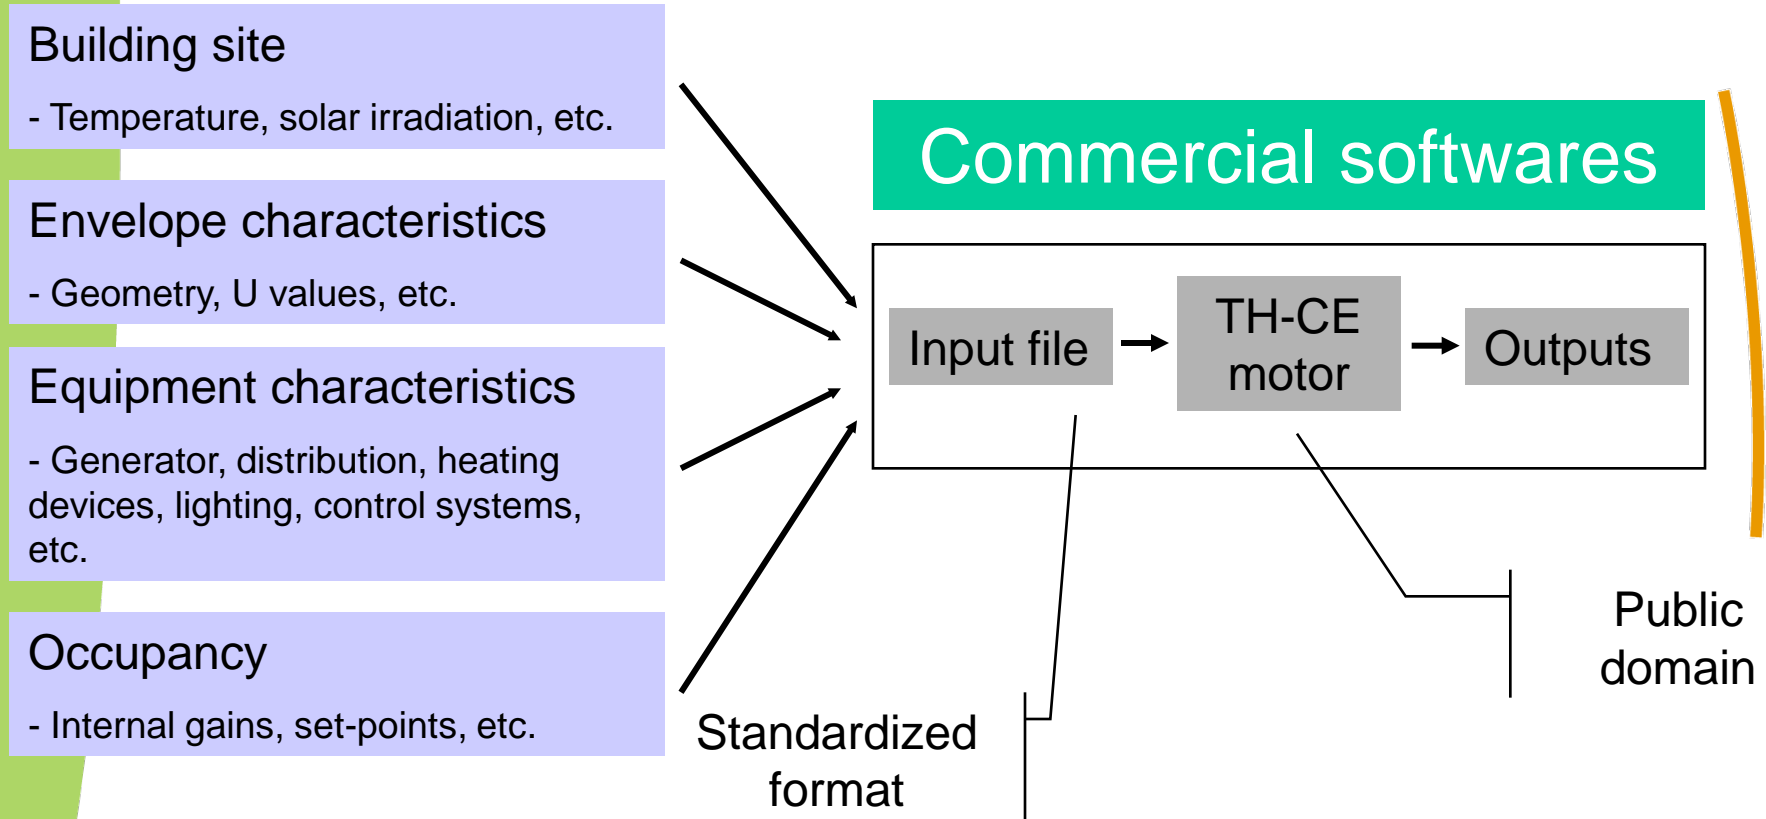 Building site
- Temperature, solar irradiation, etc.
Envelope characteristics
- Geometry, U values, etc.
Equipment characteristics
- Generator, distribution, heating
devices, lighting, control systems,
etc.
Occupancy
- Internal gains, set-points, etc.
Commercial softwares
Input file
TH-CE
motor
Outputs
Standardized
format
Public
domain